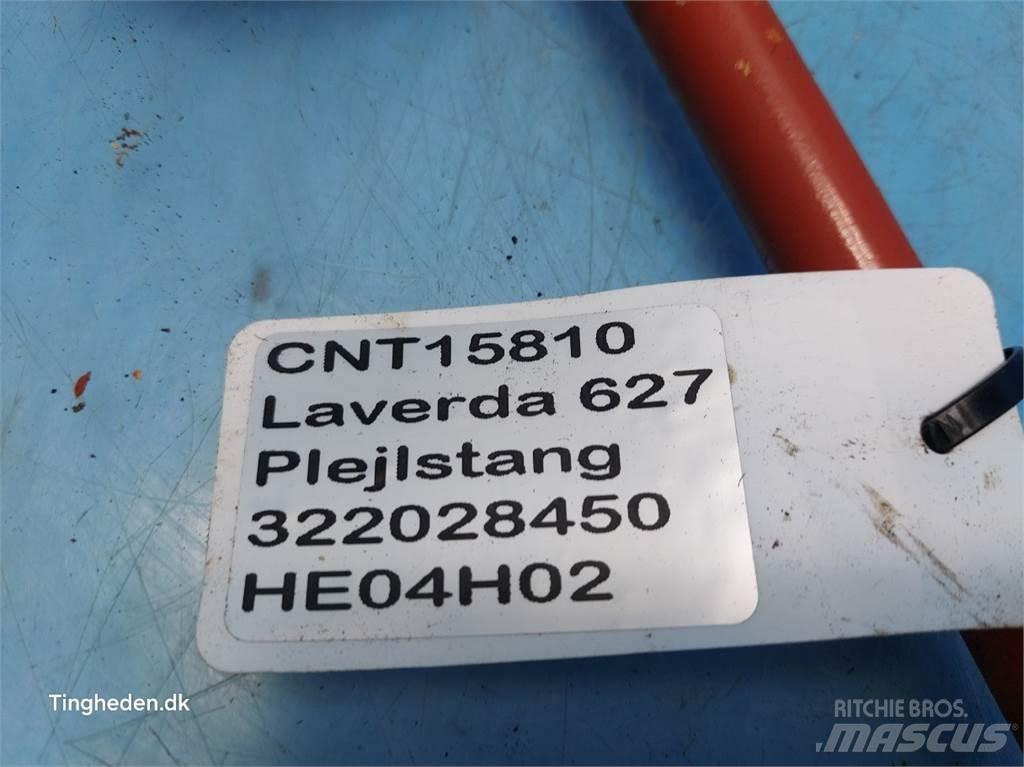 CNT15810
Laverda 627
Plejlstang
322028450
HE04H02
Tingheden.dk
RITCHIE BROS.
MASCUS